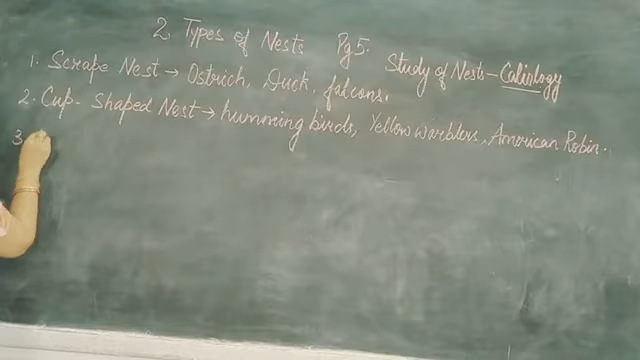 2. Types of Nests Pg 5. Study of Nests - Caliology
1. Scrape Nest → Ostrich, Duck, falcons.
2. Cup-Shaped Nest → humming birds, Yellow warblers, American Robin.
3.